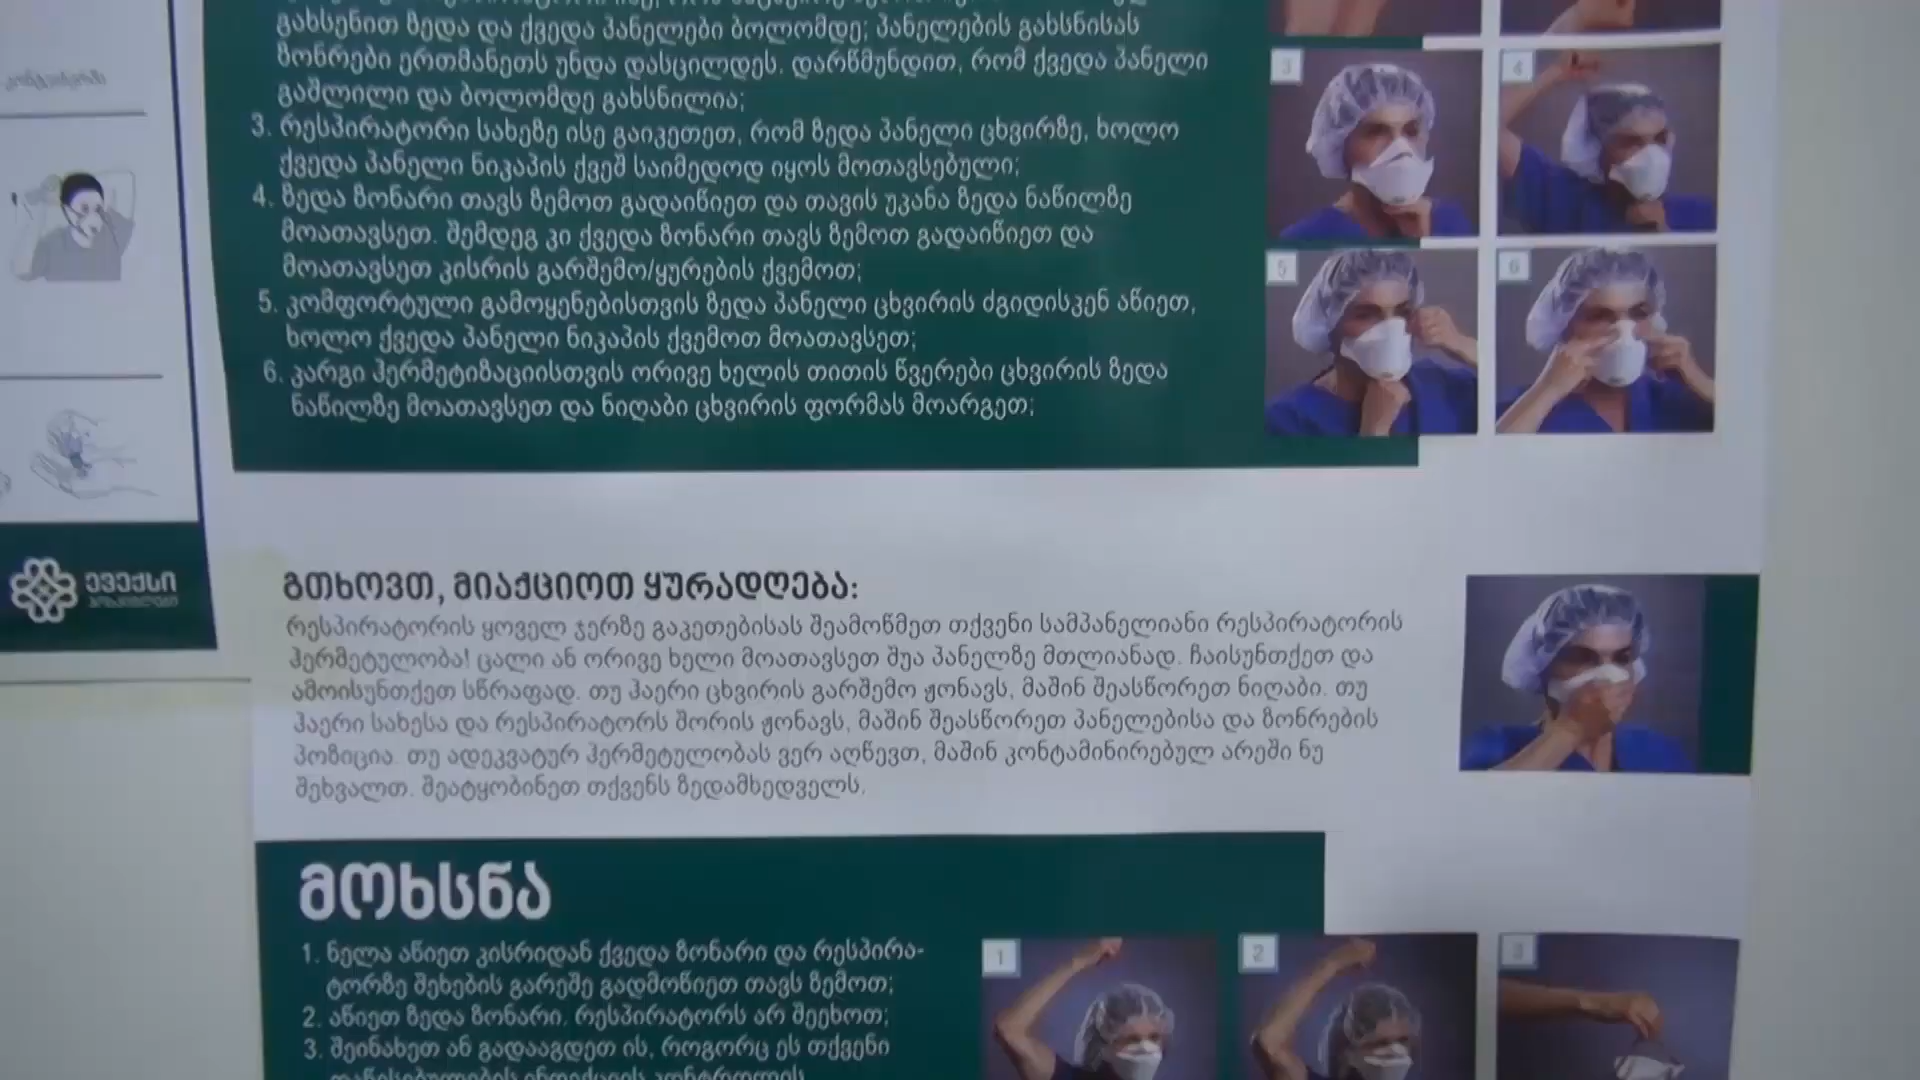 გახსენით ზედა და ქვედა პანელები ბოლომდე; პანელების გახსნისას
ზონრები ერთმანეთს უნდა დასცილდეს. დარწმუნდით, რომ ქვედა პანელი
გაშლილი და ბოლომდე გახსნილია;
3. რესპირატორი სახეზე ისე გაიკეთეთ, რომ ზედა პანელი ცხვირზე, ხოლო
ქვედა პანელი ნიკაპის ქვეშ საიმედოდ იყოს მოთავსებული;
4. ზედა ზონარი თავს ზემოთ გადაიწიეთ და თავის უკანა ზედა ნაწილზე
მოათავსეთ. შემდეგ კი ქვედა ზონარი თავს ზემოთ გადაიწიეთ და
მოათავსეთ კისრის გარშემო/ყურების ქვემოთ;
5. კომფორტული გამოყენებისთვის ზედა პანელი ცხვირის ძგიდისკენ აწიეთ,
ხოლო ქვედა პანელი ნიკაპის ქვემოთ მოათავსეთ;
6. კარგი ჰერმეტიზაციისთვის ორივე ხელის თითის წვერები ცხვირის ზედა
ნაწილზე მოათავსეთ და ნიღაბი ცხვირის ფორმას მოარგეთ;
3
4
5
6
ევექსი
გთხოვთ, მიაქციოთ ყურადღება:
რესპირატორის ყოველ ჯერზე გაკეთებისას შეამოწმეთ თქვენი სამპანელიანი რესპირატორის
ჰერმეტულობა! ცალი ან ორივე ხელი მოათავსეთ შუა პანელზე მთლიანად. ჩაისუნთქეთ და
ამოისუნთქეთ სწრაფად. თუ ჰაერი ცხვირის გარშემო ჟონავს, მაშინ შეასწორეთ ნიღაბი. თუ
ჰაერი სახესა და რესპირატორს შორის ჟონავს, მაშინ შეასწორეთ პანელებისა და ზონრების
პოზიცია. თუ ადეკვატურ ჰერმეტულობას ვერ აღწევთ, მაშინ კონტამინირებულ არეში ნუ
შეხვალთ. შეატყობინეთ თქვენს ზედამხედველს.
მოხსნა
1. ნელა აწიეთ კისრიდან ქვედა ზონარი და რესპირა-
ტორზე შეხების გარეშე გადმოწიეთ თავს ზემოთ;
2. აწიეთ ზედა ზონარი. რესპირატორს არ შეეხოთ;
3. შეინახეთ ან გადააგდეთ ის, როგორც ეს თქვენი
1
2
3